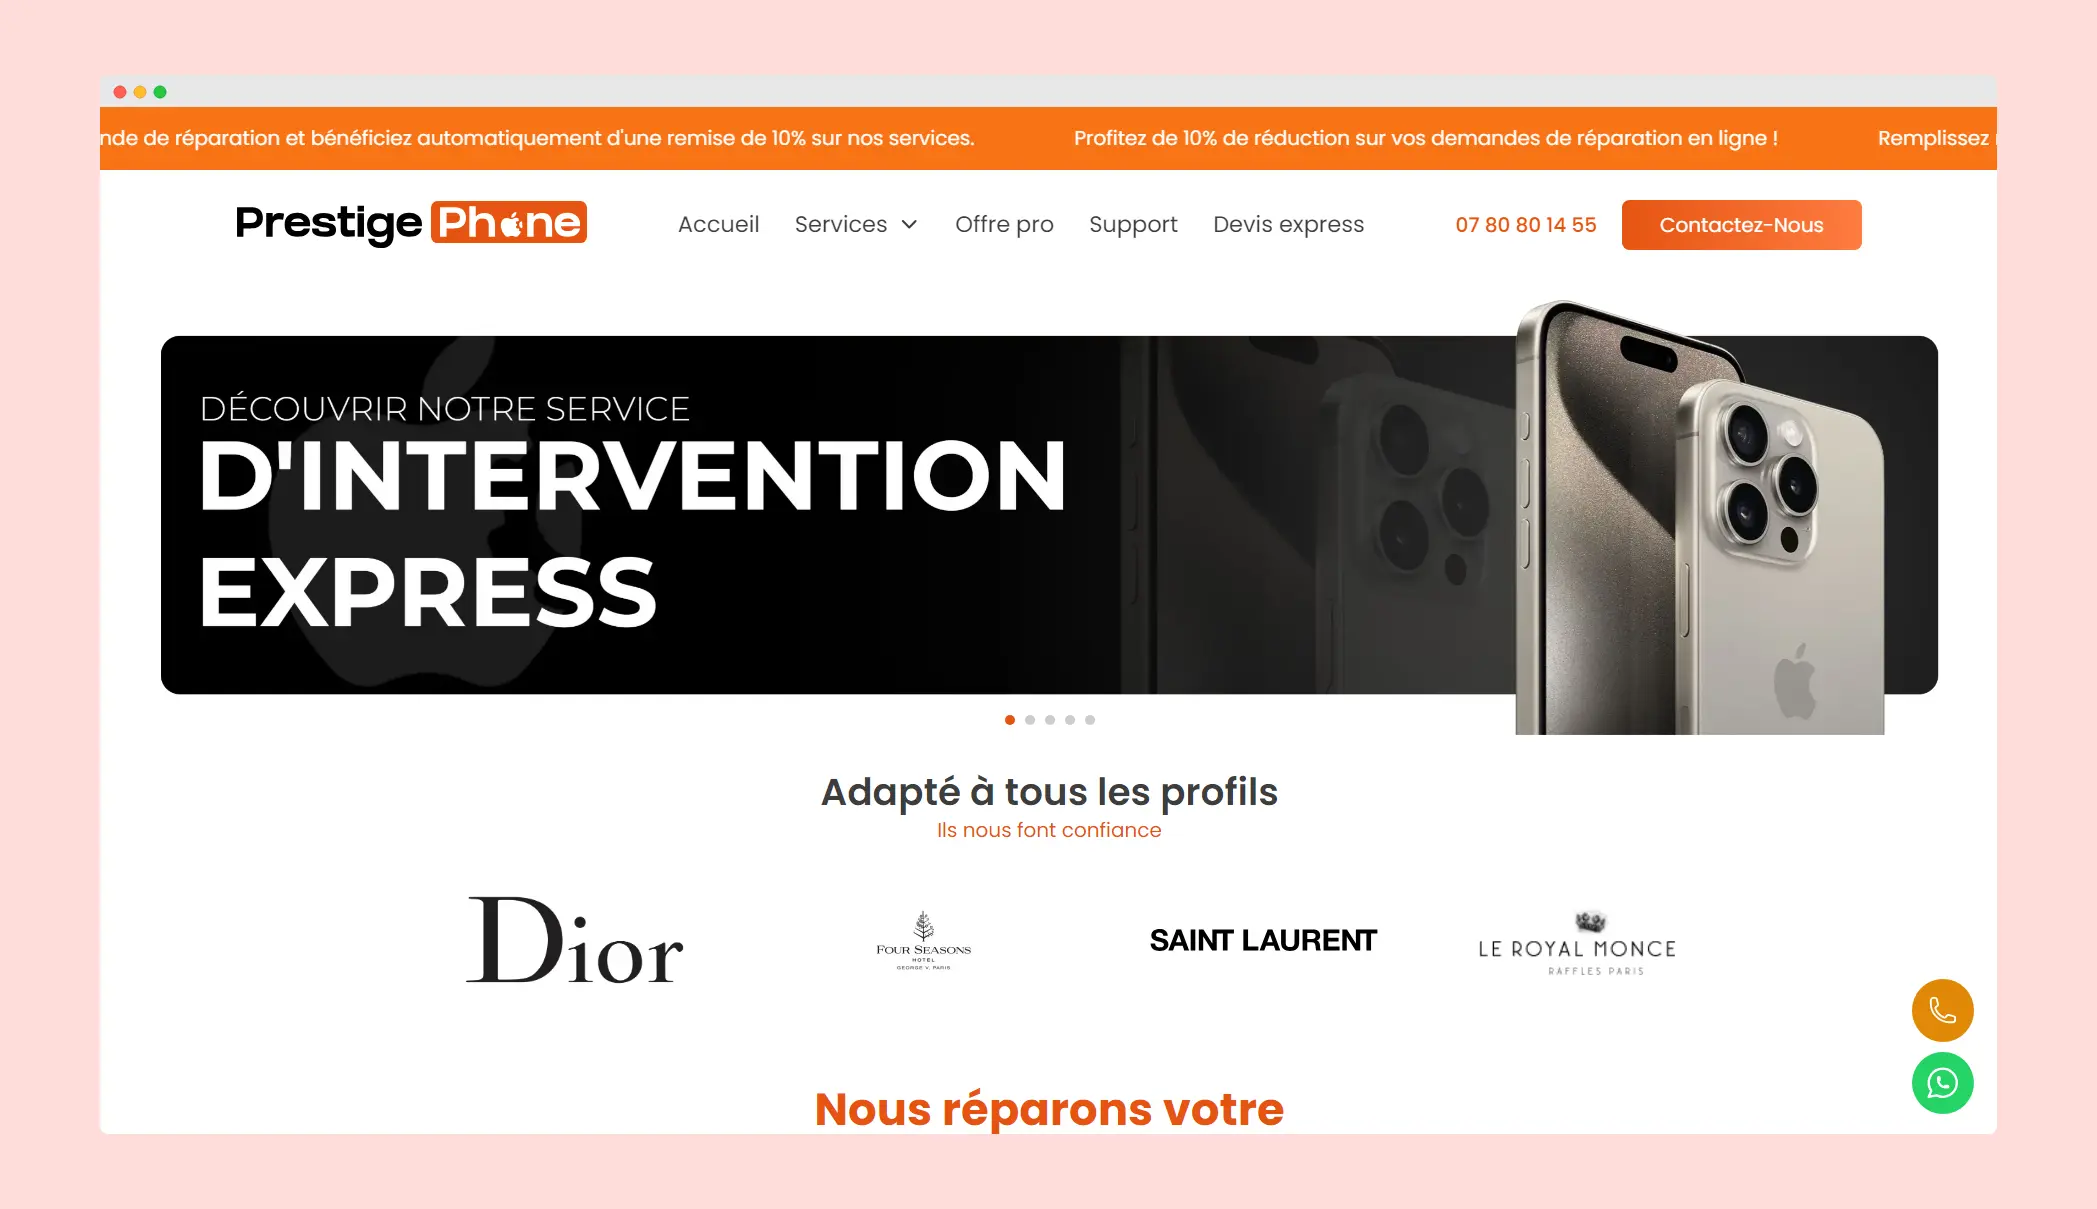 nde de réparation et bénéficiez automatiquement d'une remise de 10% sur nos services. Profitez de 10% de réduction sur vos demandes de réparation en ligne ! Remplissez
Prestige Phone
Accueil Services Offre pro Support Devis express 07 80 80 14 55 Contactez-Nous
DÉCOUVRIR NOTRE SERVICE
D'INTERVENTION
EXPRESS
Adapté à tous les profils
Ils nous font confiance
Dior
FOUR SEASONS
HOTEL
GEORGE V. PARIS
SAINT LAURENT
LE ROYAL MONCE
RAFFLES PARIS
Nous réparons votre